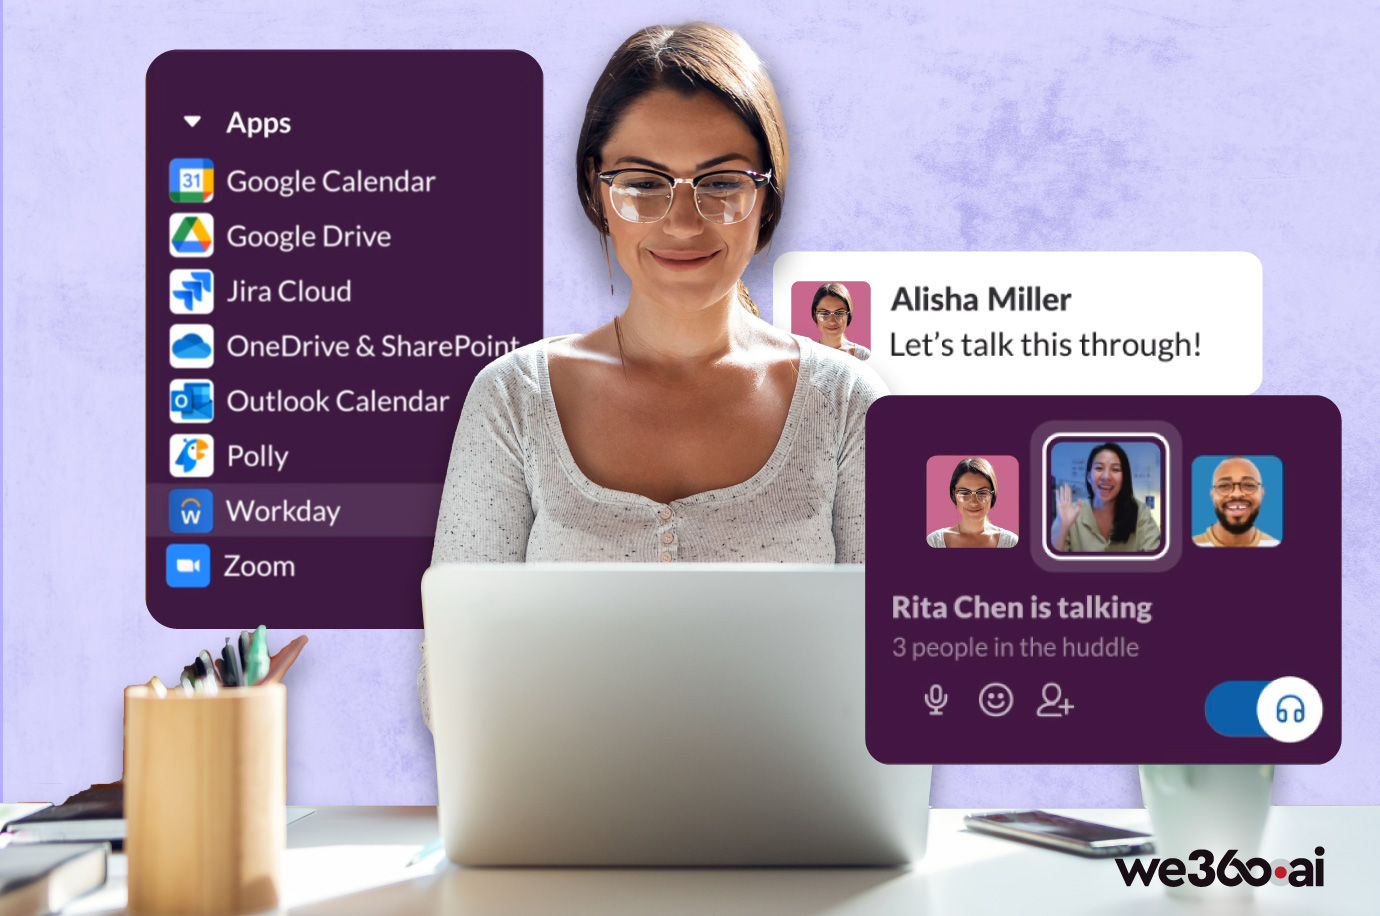 Apps
31
Google Calendar
Google Drive
Jira Cloud
OneDrive & SharePoint
Outlook Calendar
Polly
W
Workday
Zoom
Alisha Miller
Let's talk this through!
Rita Chen is talking
3 people in the huddle
we360.ai